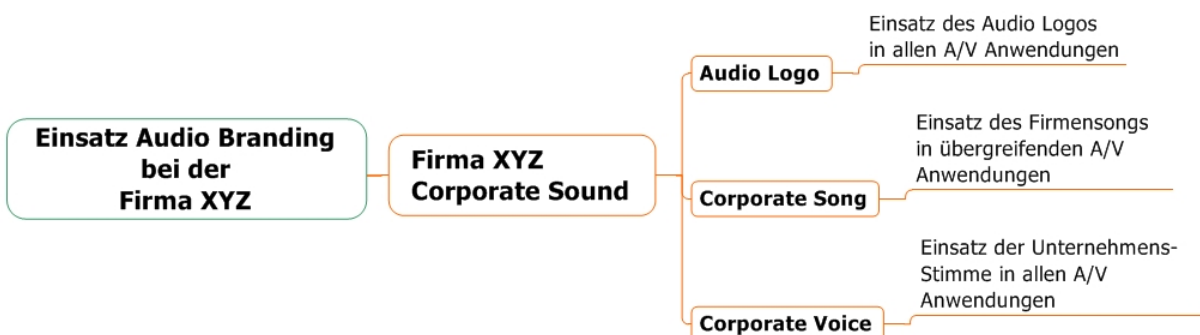 Einsatz Audio Branding
bei der
Firma XYZ
Firma XYZ
Corporate Sound
Audio Logo
Einsatz des Audio Logos
in allen A/V Anwendungen
Corporate Song
Einsatz des Firmensongs
in übergreifenden A/V
Anwendungen
Corporate Voice
Einsatz der Unternehmens-
Stimme in allen A/V
Anwendungen